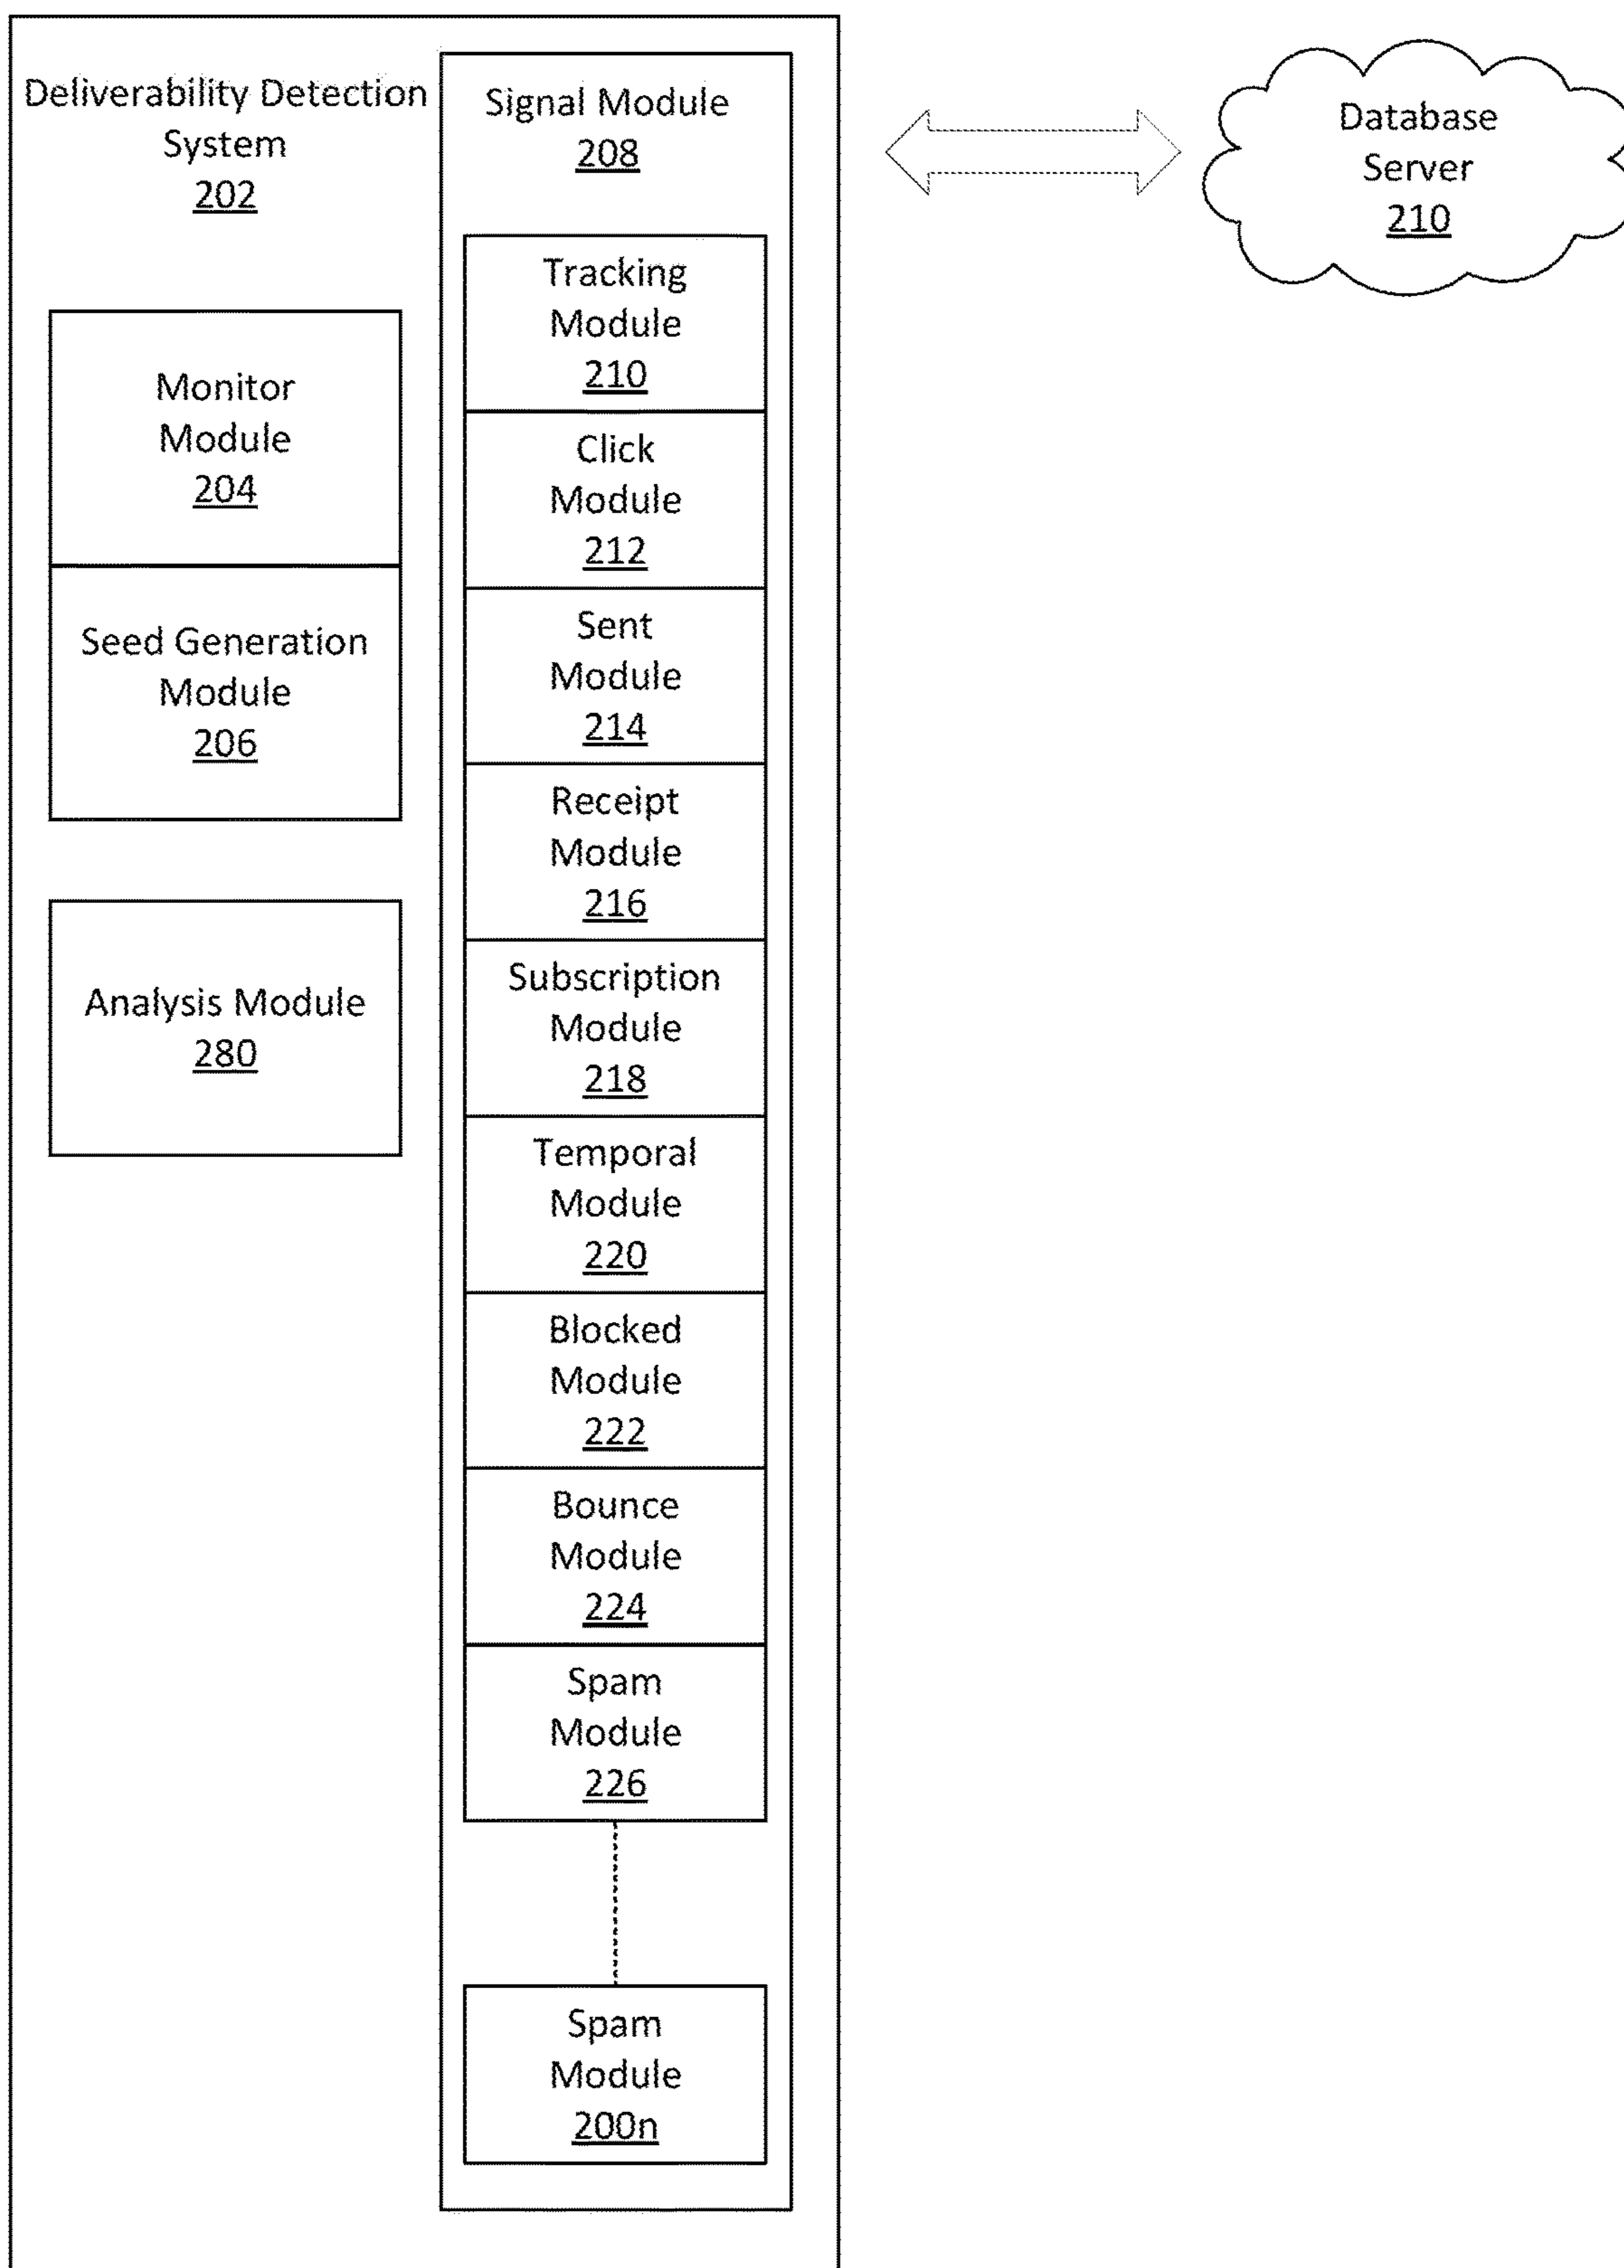 Deliverability Detection
System
202
Monitor
Module
204
Seed Generation
Module
206
Analysis Module
280
Signal Module
208
Tracking
Module
210
Click
Module
212
Sent
Module
214
Receipt
Module
216
Subscription
Module
218
Temporal
Module
220
Blocked
Module
222
Bounce
Module
224
Spam
Module
226
Spam
Module
200n
Database
Server
210